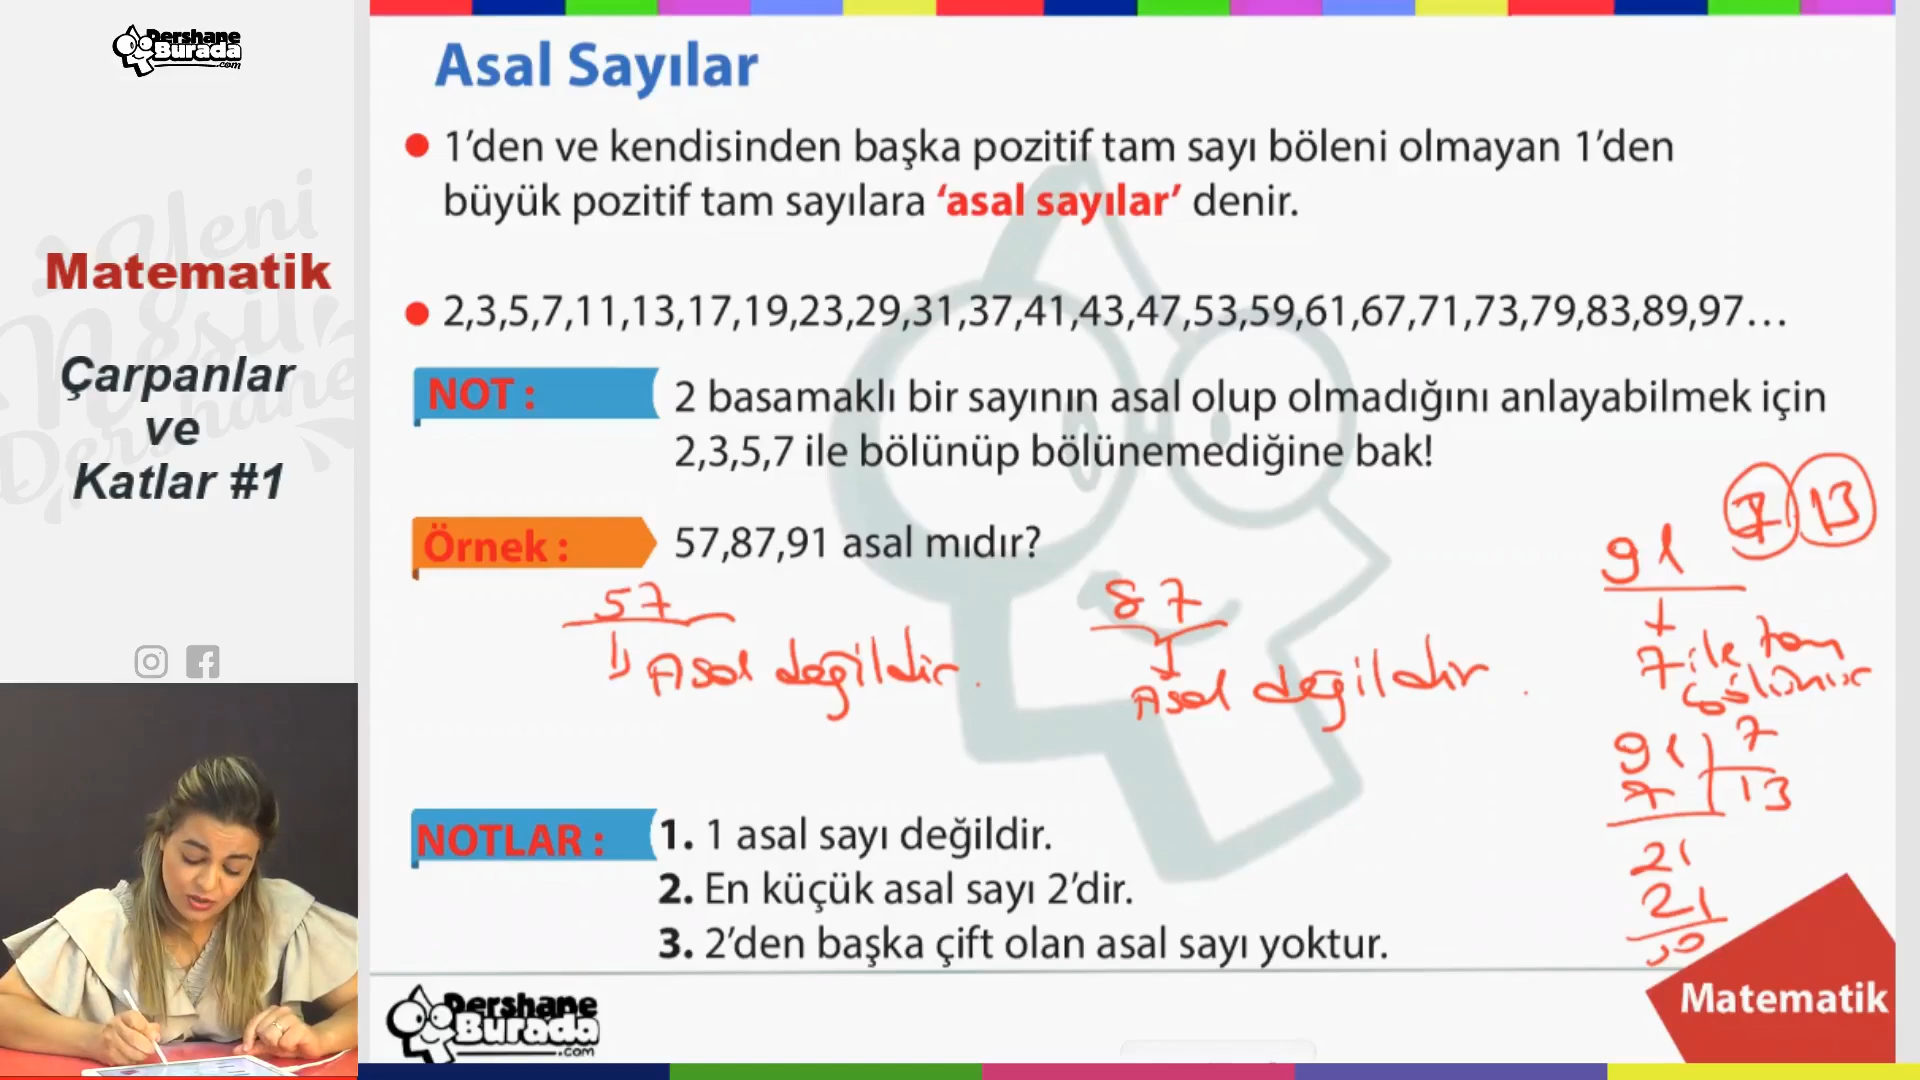 Dershane
Burada
.com
Yeni
Nesil
Dershane
Matematik
Çarpanlar
ve
Katlar #1
Asal Sayılar
1’den ve kendisinden başka pozitif tam sayı böleni olmayan 1’den
büyük pozitif tam sayılara ‘asal sayılar’ denir.
2,3,5,7,11,13,17,19,23,29,31,37,41,43,47,53,59,61,67,71,73,79,83,89,97…
NOT :
2 basamaklı bir sayının asal olup olmadığını anlayabilmek için
2,3,5,7 ile bölünüp bölünemediğine bak!
Örnek :
57,87,91 asal mıdır?
57
Asal değildir.
87
Asal değildir.
7 13
91
7 ile tam
bölünür
91 7
7 13
21
21
00
NOTLAR :
1. 1 asal sayı değildir.
2. En küçük asal sayı 2’dir.
3. 2’den başka çift olan asal sayı yoktur.
Dershane
Burada
.com
Matematik